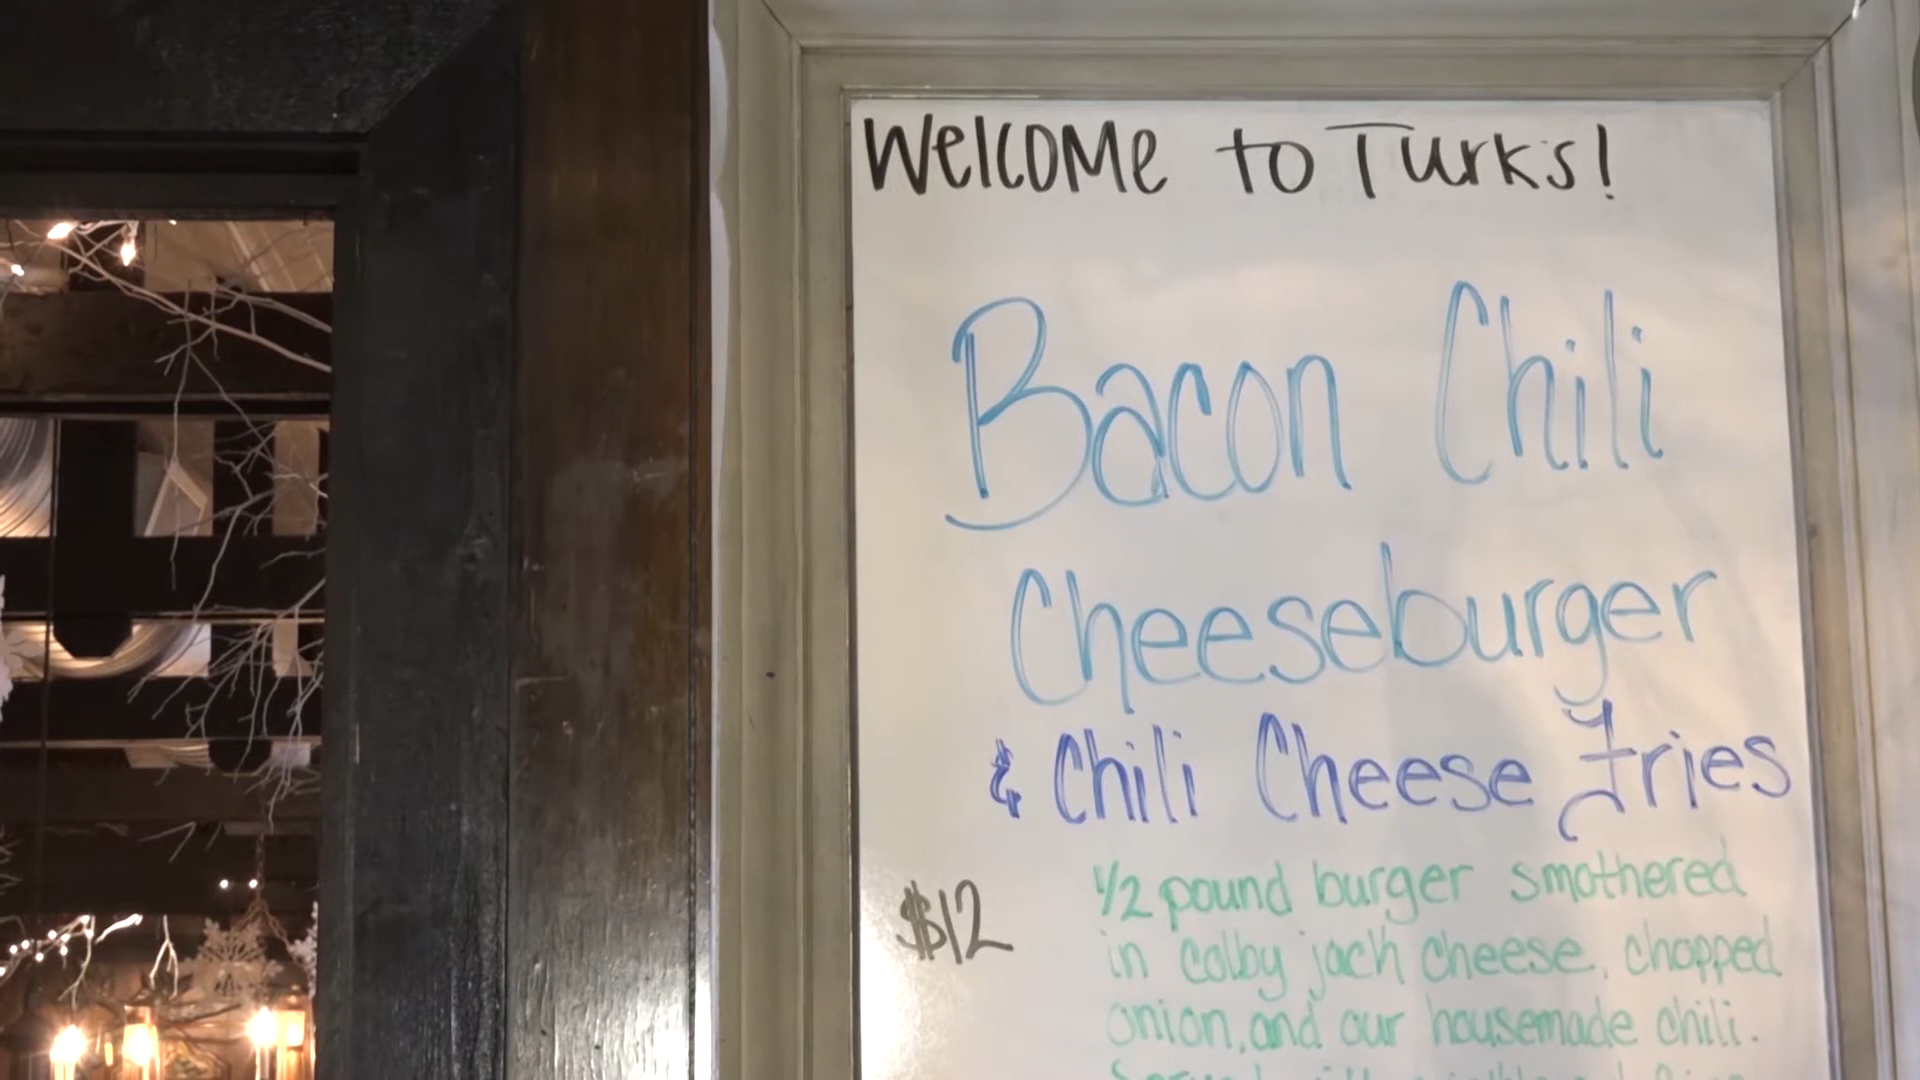 Welcome to Turks!
Bacon Chili
Cheeseburger
& Chili Cheese Fries
$12
1/2 pound burger smothered
in colby jack cheese, chopped
onion, and our housemade chili.